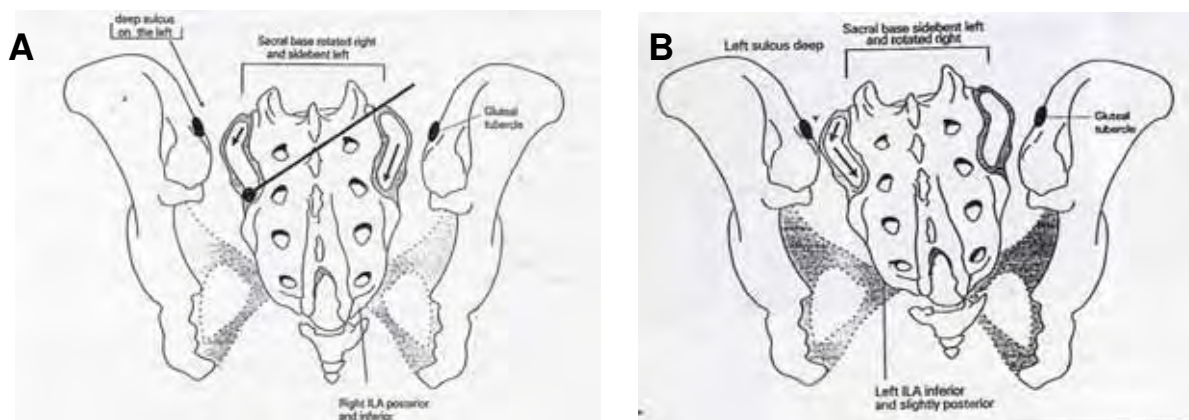 A
deep sulcus
on the left
Sacral base rotated right
and sidebent left
Gluteal
tubercle
Right ILA posterior
and inferior
B
Left sulcus deep
Sacral base sidebent left
and rotated right
Gluteal
tubercle
Left ILA inferior
and slightly posterior